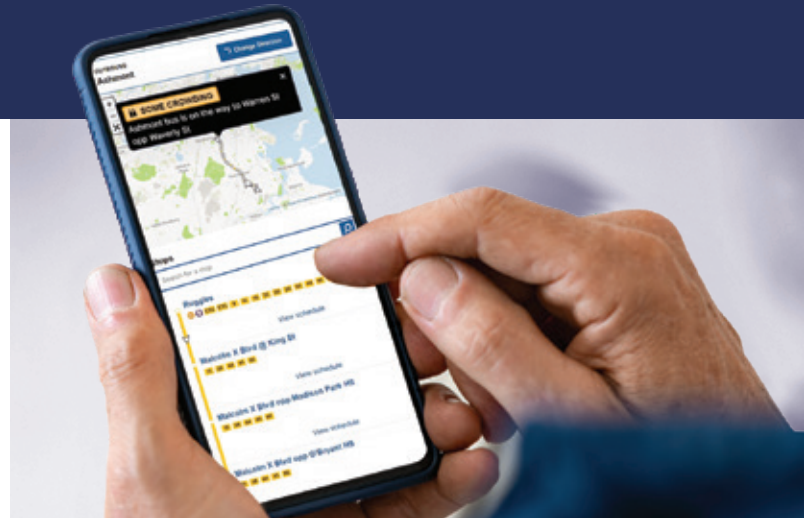 OUTBOUND
Ashmont
Change Direction
SOME CROWDING
Ashmont bus is on the way to Warren St
opp Waverly St
Stops
Search for a stop
Ruggles
View schedule
Malcolm X Blvd @ King St
View schedule
Malcolm X Blvd opp Madison Park HS
View schedule
Malcolm X Blvd opp O'Bryant HS